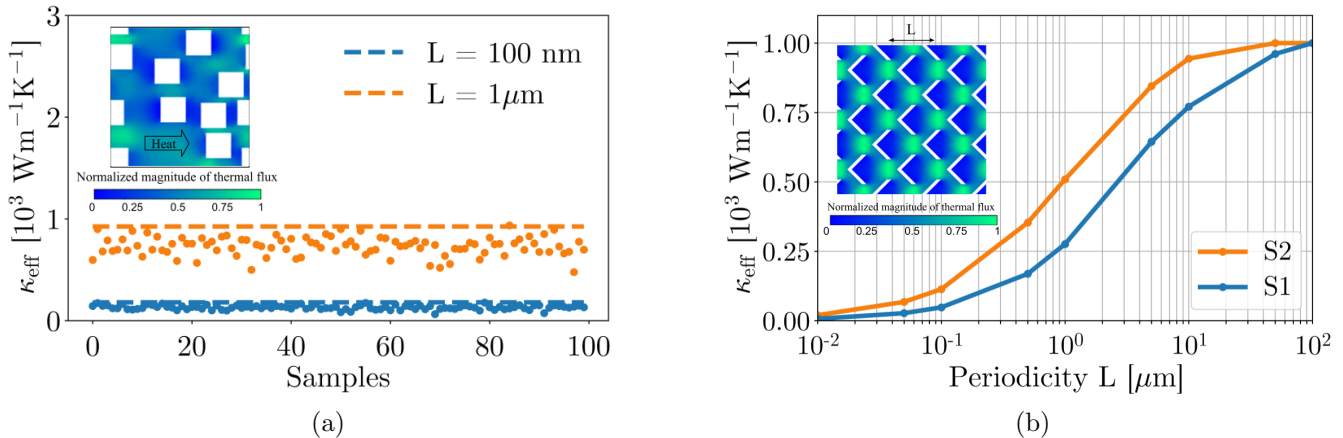 κeff [10³ Wm⁻¹K⁻¹]
3
2
1
0
0 20 40 60 80 100
Samples
L = 100 nm
L = 1μm
Heat
Normalized magnitude of thermal flux
0 0.25 0.5 0.75 1
(a)
κeff [10³ Wm⁻¹K⁻¹]
1.00
0.75
0.50
0.25
0.00
10⁻² 10⁻¹ 10⁰ 10¹ 10²
Periodicity L [μm]
L
Normalized magnitude of thermal flux
0 0.25 0.5 0.75 1
S2
S1
(b)